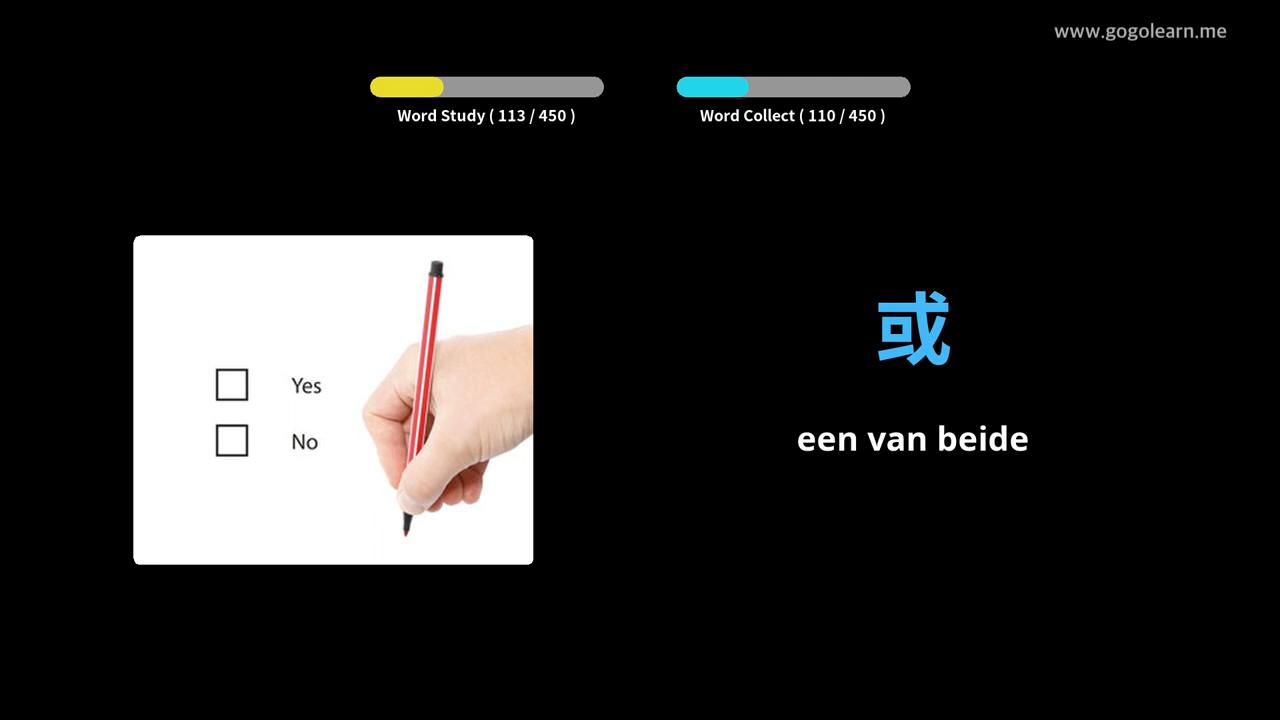 www.gogolearn.me
Word Study ( 113 / 450 )
Word Collect ( 110 / 450 )
Yes
No
或
een van beide